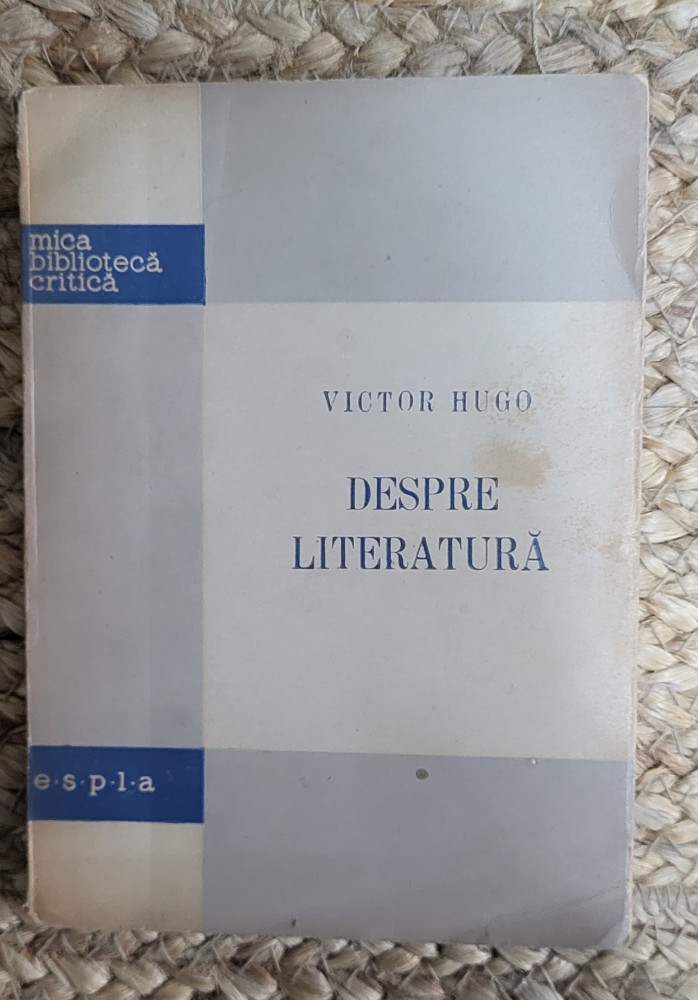 mica
bibliotecă
critică
VICTOR HUGO
DESPRE
LITERATURĂ
e·s·p·l·a